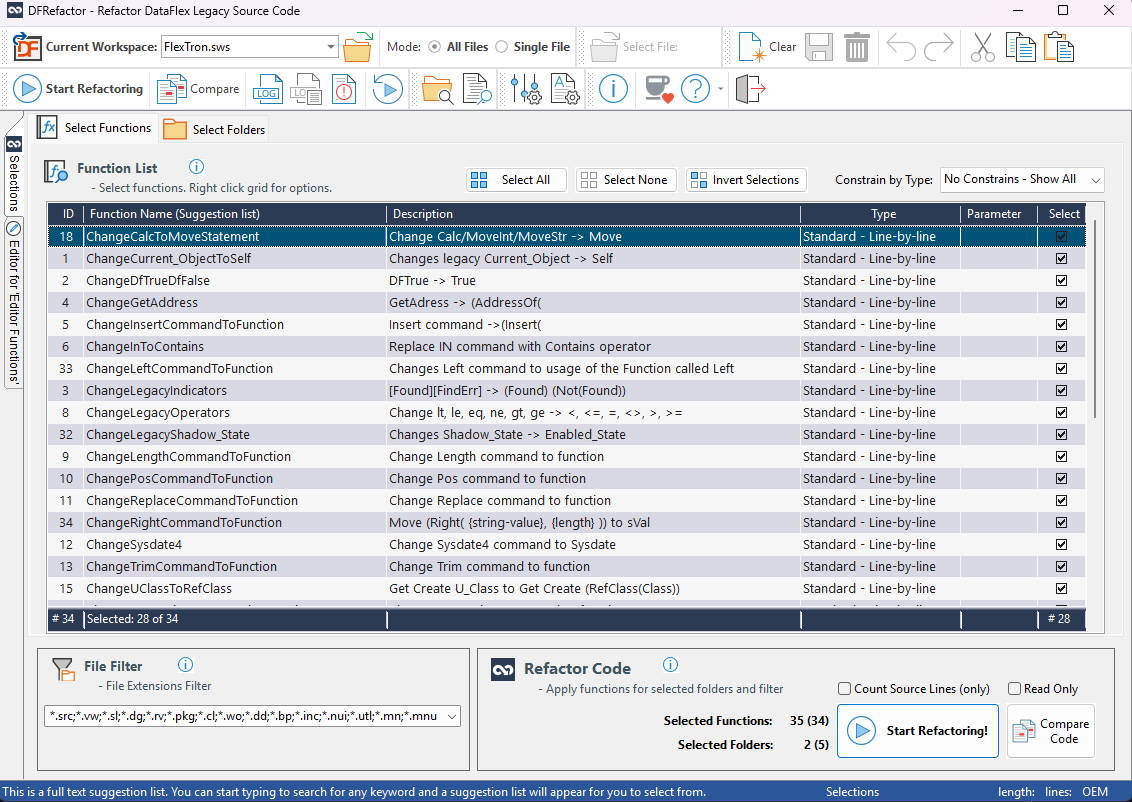 DFRefactor - Refactor DataFlex Legacy Source Code
Current Workspace: FlexTron.sws Mode: All Files Single File Select File: Clear
Start Refactoring Compare LOG LOG
Select Functions Select Folders
Selections
Editor for 'Editor Functions'
Function List
- Select functions. Right click grid for options.
Select All Select None Invert Selections Constrain by Type: No Constrains - Show All
ID Function Name (Suggestion list) Description Type Parameter Select
18 ChangeCalcToMoveStatement Change Calc/MoveInt/MoveStr -> Move Standard - Line-by-line
1 ChangeCurrent_ObjectToSelf Changes legacy Current_Object -> Self Standard - Line-by-line
2 ChangeDfTrueDfFalse DFTrue -> True Standard - Line-by-line
4 ChangeGetAddress GetAdress -> (AddressOf( Standard - Line-by-line
5 ChangeInsertCommandToFunction Insert command ->(Insert( Standard - Line-by-line
6 ChangeInToContains Replace IN command with Contains operator Standard - Line-by-line
33 ChangeLeftCommandToFunction Changes Left command to usage of the Function called Left Standard - Line-by-line
3 ChangeLegacyIndicators [Found][FindErr] -> (Found) (Not(Found)) Standard - Line-by-line
8 ChangeLegacyOperators Change lt, le, eq, ne, gt, ge -> <, <=, =, <>, >, >= Standard - Line-by-line
32 ChangeLegacyShadow_State Changes Shadow_State -> Enabled_State Standard - Line-by-line
9 ChangeLengthCommandToFunction Change Length command to function Standard - Line-by-line
10 ChangePosCommandToFunction Change Pos command to function Standard - Line-by-line
11 ChangeReplaceCommandToFunction Change Replace command to function Standard - Line-by-line
34 ChangeRightCommandToFunction Move (Right( {string-value}, {length} )) to sVal Standard - Line-by-line
12 ChangeSysdate4 Change Sysdate4 command to Sysdate Standard - Line-by-line
13 ChangeTrimCommandToFunction Change Trim command to function Standard - Line-by-line
15 ChangeUClassToRefClass Get Create U_Class to Get Create (RefClass(Class)) Standard - Line-by-line
# 34 Selected: 28 of 34 # 28
File Filter
- File Extensions Filter
*.src;*.vw;*.sl;*.dg;*.rv;*.pkg;*.cl;*.wo;*.dd;*.bp;*.inc;*.nui;*.utl;*.mn;*.mnu
Refactor Code
- Apply functions for selected folders and filter
Count Source Lines (only) Read Only
Selected Functions: 35 (34)
Selected Folders: 2 (5)
Start Refactoring!
Compare
Code
This is a full text suggestion list. You can start typing to search for any keyword and a suggestion list will appear for you to select from. Selections length: lines: OEM